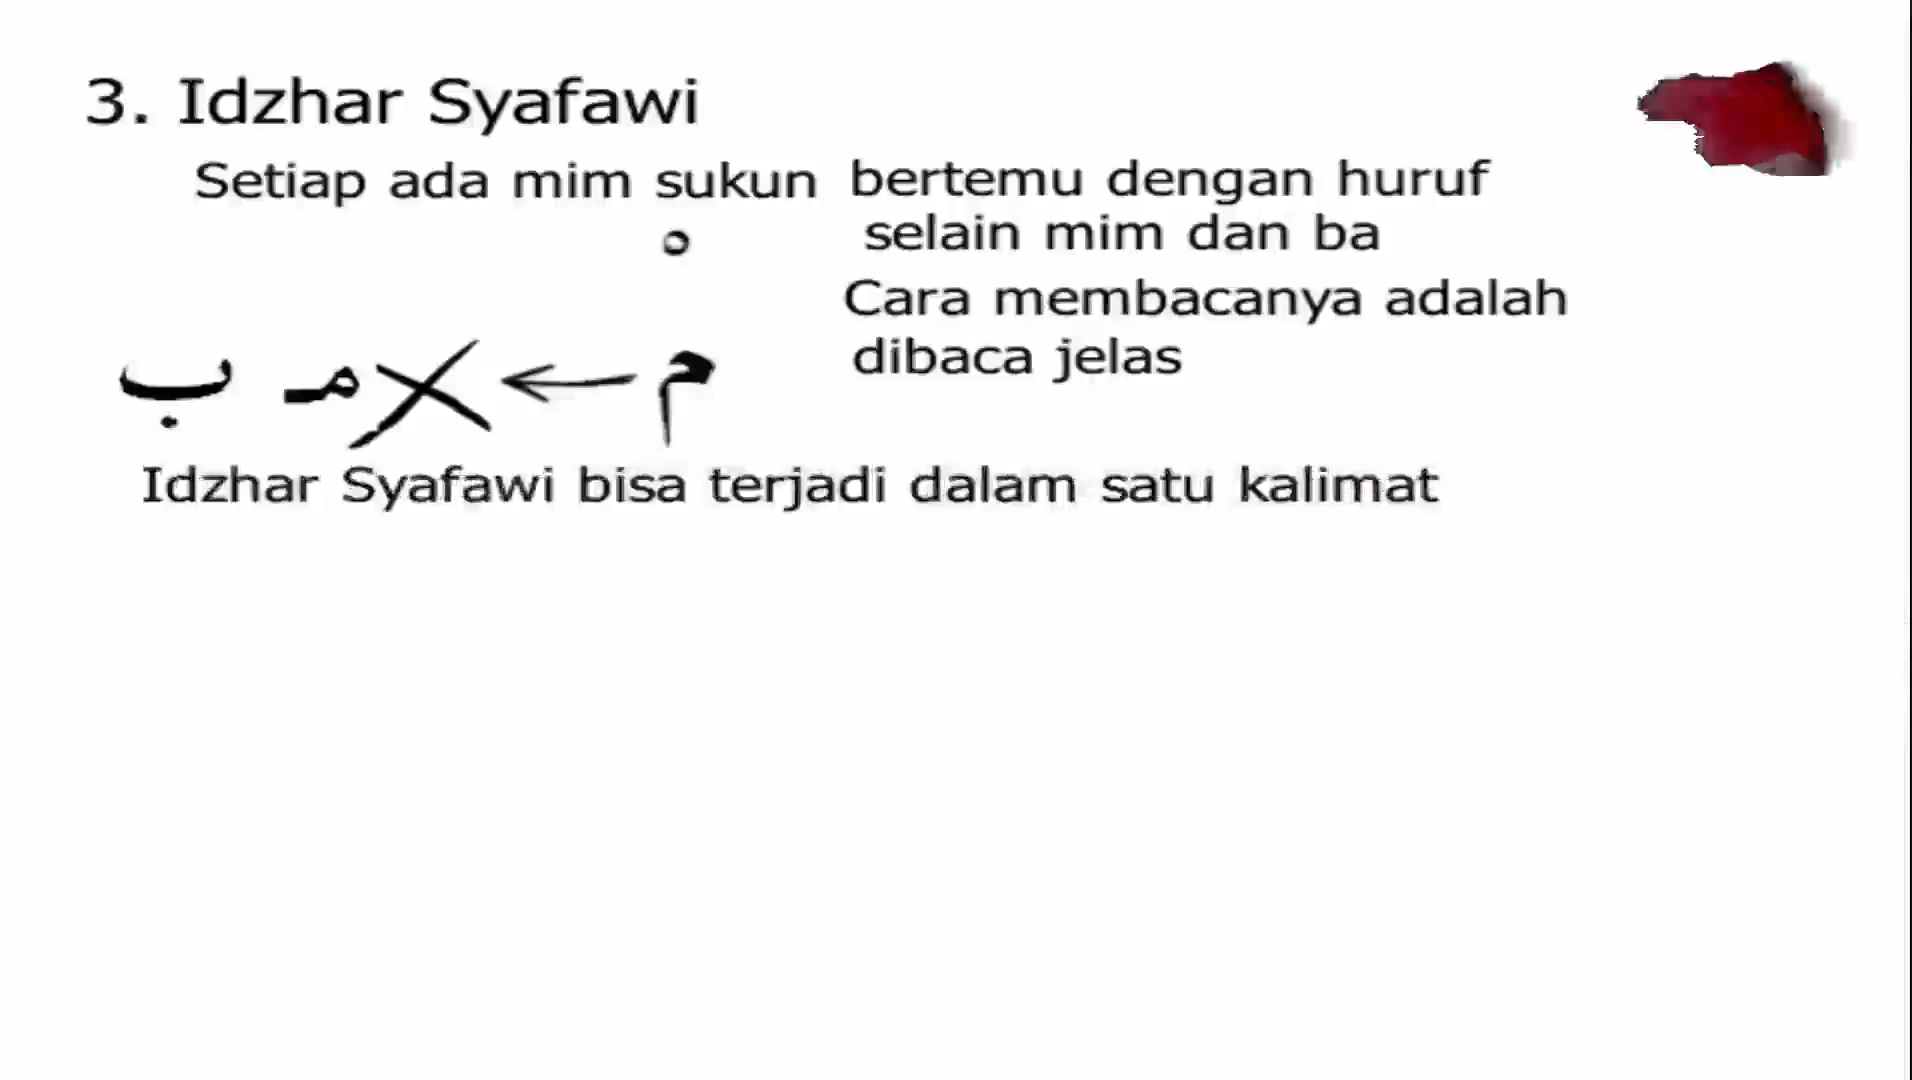 3. Idzhar Syafawi
Setiap ada mim sukun bertemu dengan huruf
selain mim dan ba
Cara membacanya adalah
dibaca jelas
مْ ← X مـ ب
Idzhar Syafawi bisa terjadi dalam satu kalimat